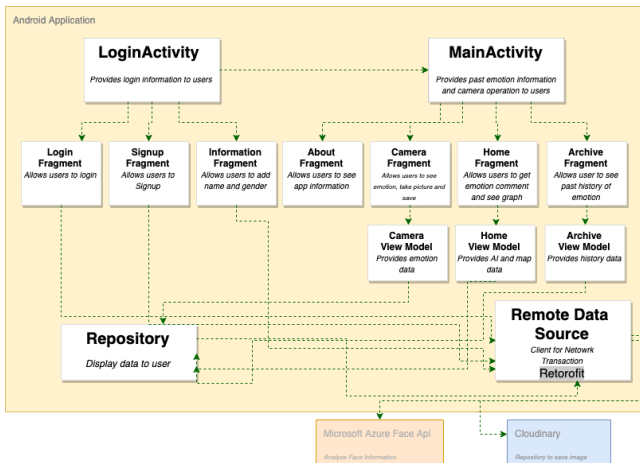 Android Application
LoginActivity
Provides login information to users
MainActivity
Provides past emotion information
and camera operation to users
Login
Fragment
Allows users to login
Signup
Fragment
Allows users to
Signup
Information
Fragment
Allows users to add
name and gender
About
Fragment
Allows users to see
app information
Camera
Fragment
Allows users to see
emotion, take picture and
save
Home
Fragment
Allows users to get
emotion comment
and see graph
Archive
Fragment
Allows user to see
past history of
emotion
Camera
View Model
Provides emotion
data
Home
View Model
Provides AI and map
data
Archive
View Model
Provides history data
Repository
Display data to user
Remote Data
Source
Client for Netowrk
Transaction
Retorofit
Microsoft Azure Face Api
Analyze Face Information
Cloudinary
Repository to save image